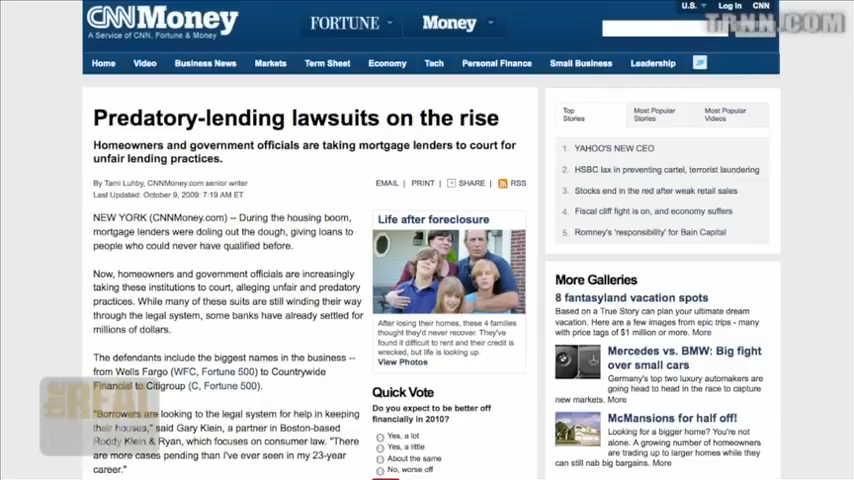 CNNMoney
A Service of CNN, Fortune & Money
FORTUNE
Money
U.S.
Log In
CNN
TRNN.COM
Home
Video
Business News
Markets
Term Sheet
Economy
Tech
Personal Finance
Small Business
Leadership
Predatory-lending lawsuits on the rise
Homeowners and government officials are taking mortgage lenders to court for
unfair lending practices.
By Tami Luhby, CNNMoney.com senior writer
Last Updated: October 9, 2009: 7:19 AM ET
EMAIL | PRINT | SHARE | RSS
NEW YORK (CNNMoney.com) -- During the housing boom,
mortgage lenders were doling out the dough, giving loans to
people who could never have qualified before.
Now, homeowners and government officials are increasingly
taking these institutions to court, alleging unfair and predatory
practices. While many of these suits are still winding their way
through the legal system, some banks have already settled for
millions of dollars.
The defendants include the biggest names in the business --
from Wells Fargo (WFC, Fortune 500) to Countrywide
Financial to Citigroup (C, Fortune 500).
"Borrowers are looking to the legal system for help in keeping
their houses," said Gary Klein, a partner in Boston-based
Roddy Klein & Ryan, which focuses on consumer law. "There
are more cases pending than I've ever seen in my 23-year
career."
THE REAL
Life after foreclosure
After losing their homes, these 4 families
thought they'd never recover. They've
found it difficult to rent and their credit is
wrecked, but life is looking up.
View Photos
Quick Vote
Do you expect to be better off
financially in 2010?
Yes, a lot
Yes, a little
About the same
No, worse off
Top
Stories
Most Popular
Stories
Most Popular
Videos
1. YAHOO'S NEW CEO
2. HSBC lax in preventing cartel, terrorist laundering
3. Stocks end in the red after weak retail sales
4. Fiscal cliff fight is on, and economy suffers
5. Romney's 'responsibility' for Bain Capital
More Galleries
8 fantasyland vacation spots
Based on a True Story can plan your ultimate dream
vacation. Here are a few images from epic trips - many
with price tags of $1 million or more. More
Mercedes vs. BMW: Big fight
over small cars
Germany's top two luxury automakers are
going head to head in the race to capture
new markets. More
McMansions for half off!
Looking for a bigger home? You're not
alone. A growing number of homeowners
are trading up to larger homes while they
can still nab big bargains. More